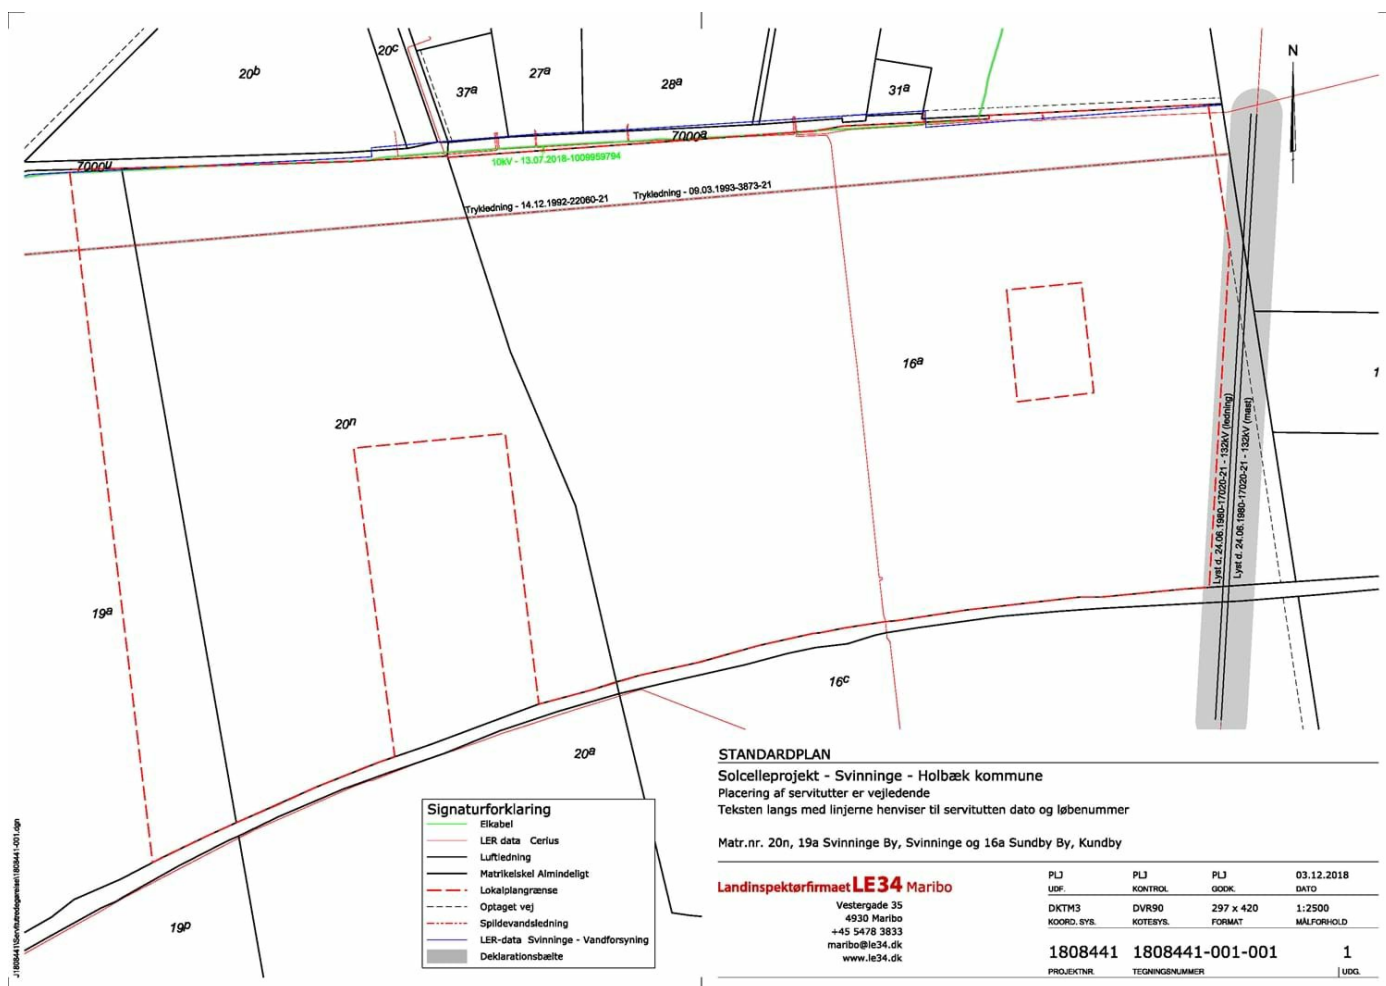 N
20c
20b
37a
27a
28a
31a
7000u
7000a
10kV - 13.07.2018-1009959794
Trykledning - 14.12.1992-22060-21
Trykledning - 09.03.1993-3873-21
16a
1
20n
Lyst d. 24.06.1980-17020-21 - 132kV (ledning)
Lyst d. 24.06.1980-17020-21 - 132kV (mast)
19a
16c
20a
19p
Signaturforklaring
Elkabel
LER data Cerius
Luftledning
Matrikelskel Almindeligt
Lokalplangrænse
Optaget vej
Spildevandsledning
LER-data Svinninge - Vandforsyning
Deklarationsbælte
STANDARDPLAN
Solcelleprojekt - Svinninge - Holbæk kommune
Placering af servitutter er vejledende
Teksten langs med linjerne henviser til servitutten dato og løbenummer
Matr.nr. 20n, 19a Svinninge By, Svinninge og 16a Sundby By, Kundby
Landinspektørfirmaet LE34 Maribo
Vestergade 35
4930 Maribo
+45 5478 3833
maribo@le34.dk
www.le34.dk
PLJ PLJ PLJ 03.12.2018
UDF. KONTROL GODK. DATO
DKTM3 DVR90 297 x 420 1:2500
KOORD. SYS. KOTESYS. FORMAT MÅLFORHOLD
1808441 1808441-001-001 1
PROJEKTNR. TEGNINGSNUMMER UDG.